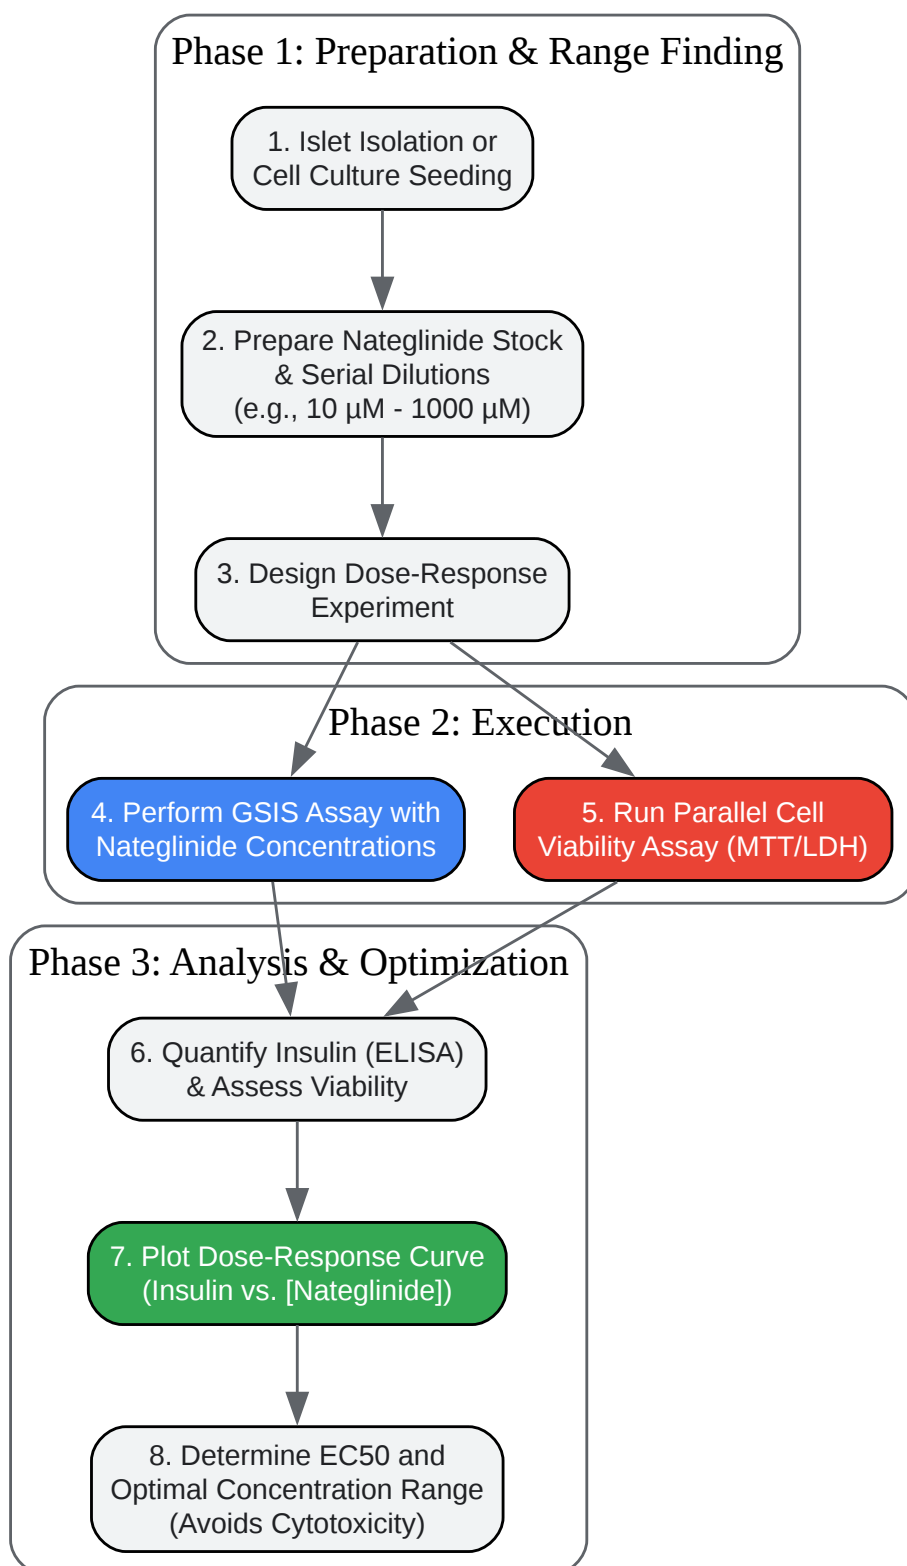 Phase 1: Preparation & Range Finding
1. Islet Isolation or
Cell Culture Seeding
2. Prepare Nateglinide Stock
& Serial Dilutions
(e.g., 10 µM - 1000 µM)
3. Design Dose-Response
Experiment
Phase 2: Execution
4. Perform GSIS Assay with
Nateglinide Concentrations
5. Run Parallel Cell
Viability Assay (MTT/LDH)
Phase 3: Analysis & Optimization
6. Quantify Insulin (ELISA)
& Assess Viability
7. Plot Dose-Response Curve
(Insulin vs. [Nateglinide])
8. Determine EC50 and
Optimal Concentration Range
(Avoids Cytotoxicity)